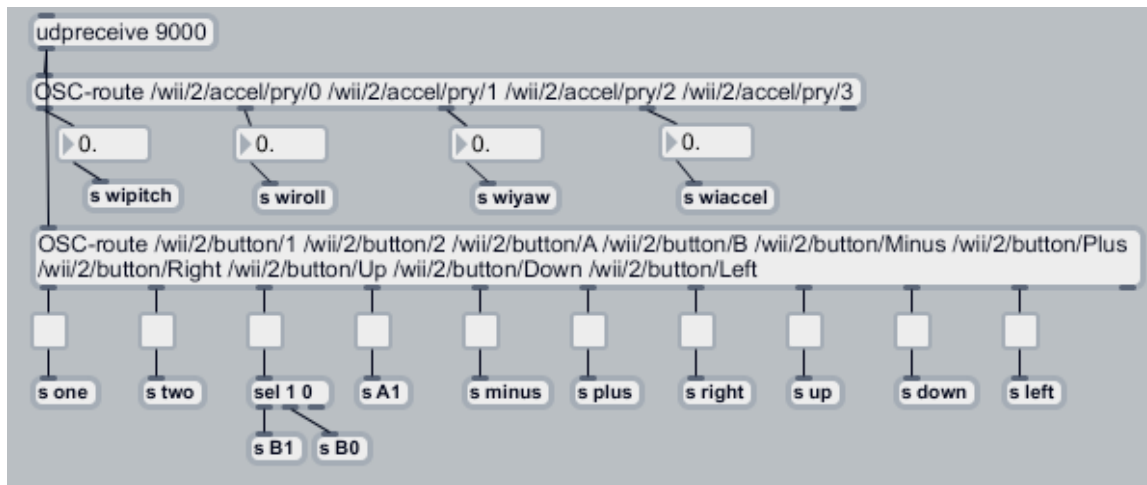 udpreceive 9000
OSC-route /wii/2/accel/pry/0 /wii/2/accel/pry/1 /wii/2/accel/pry/2 /wii/2/accel/pry/3
0. 0. 0. 0.
s wipitch s wiroll s wiyaw s wiaccel
OSC-route /wii/2/button/1 /wii/2/button/2 /wii/2/button/A /wii/2/button/B /wii/2/button/Minus /wii/2/button/Plus
/wii/2/button/Right /wii/2/button/Up /wii/2/button/Down /wii/2/button/Left
s one s two sel 1 0 s A1 s minus s plus s right s up s down s left
s B1 s B0